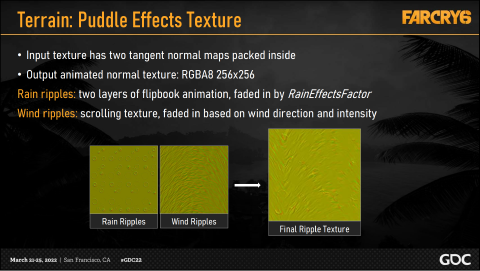 Terrain: Puddle Effects Texture
FARCRY6
• Input texture has two tangent normal maps packed inside
• Output animated normal texture: RGBA8 256x256
Rain ripples: two layers of flipbook animation, faded in by RainEffectsFactor
Wind ripples: scrolling texture, faded in based on wind direction and intensity
Rain Ripples
Wind Ripples
Final Ripple Texture
March 21-25, 2022 | San Francisco, CA #GDC22
GDC